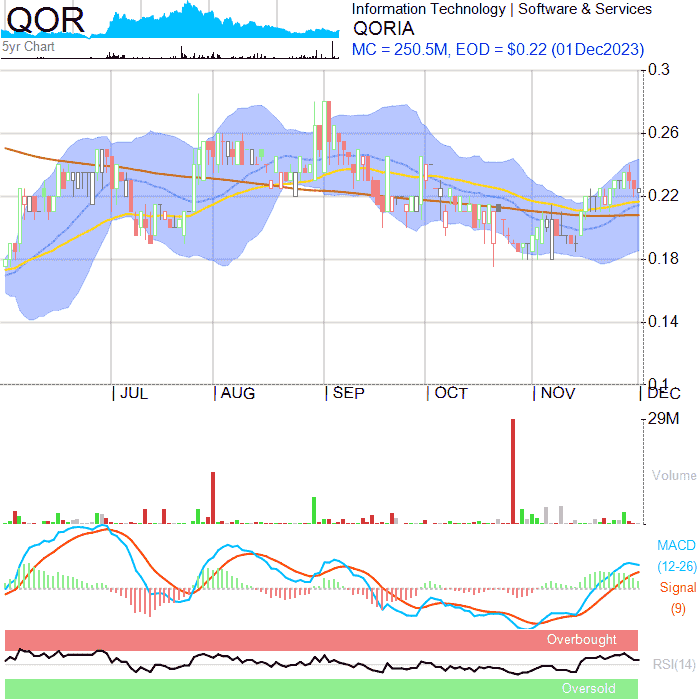 QOR
5yr Chart
Information Technology | Software & Services
QORIA
MC = 250.5M, EOD = $0.22 (01Dec2023)
0.3
0.26
0.22
0.18
0.14
0.1
JUL AUG SEP OCT NOV DEC
29M
Volume
MACD
(12-26)
Signal
(9)
Overbought
RSI(14)
Oversold